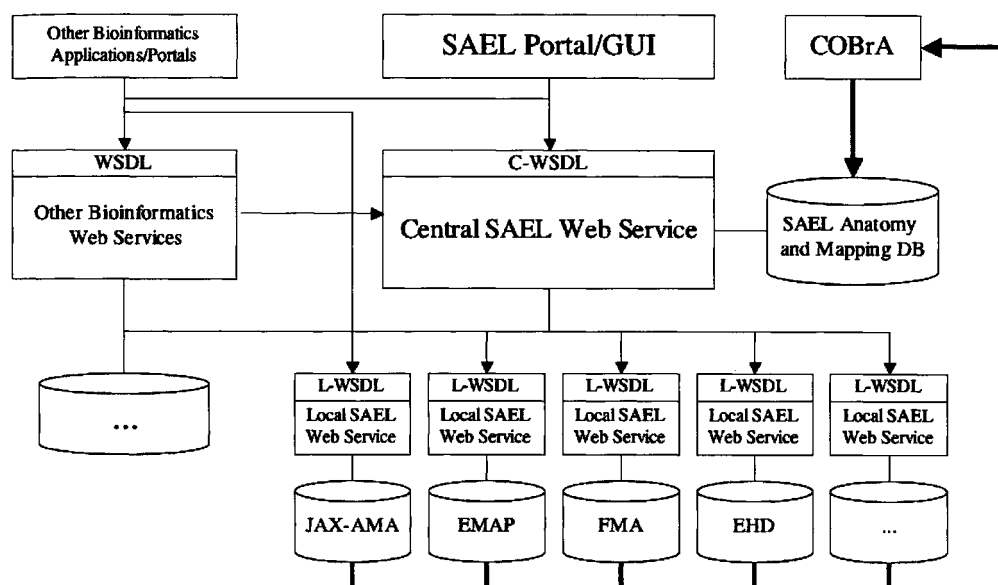 Other Bioinformatics
Applications/Portals
SAEL Portal/GUI
COBrA
WSDL
Other Bioinformatics
Web Services
C-WSDL
Central SAEL Web Service
SAEL Anatomy
and Mapping DB
...
L-WSDL
Local SAEL
Web Service
L-WSDL
Local SAEL
Web Service
L-WSDL
Local SAEL
Web Service
L-WSDL
Local SAEL
Web Service
L-WSDL
Local SAEL
Web Service
JAX-AMA
EMAP
FMA
EHD
...